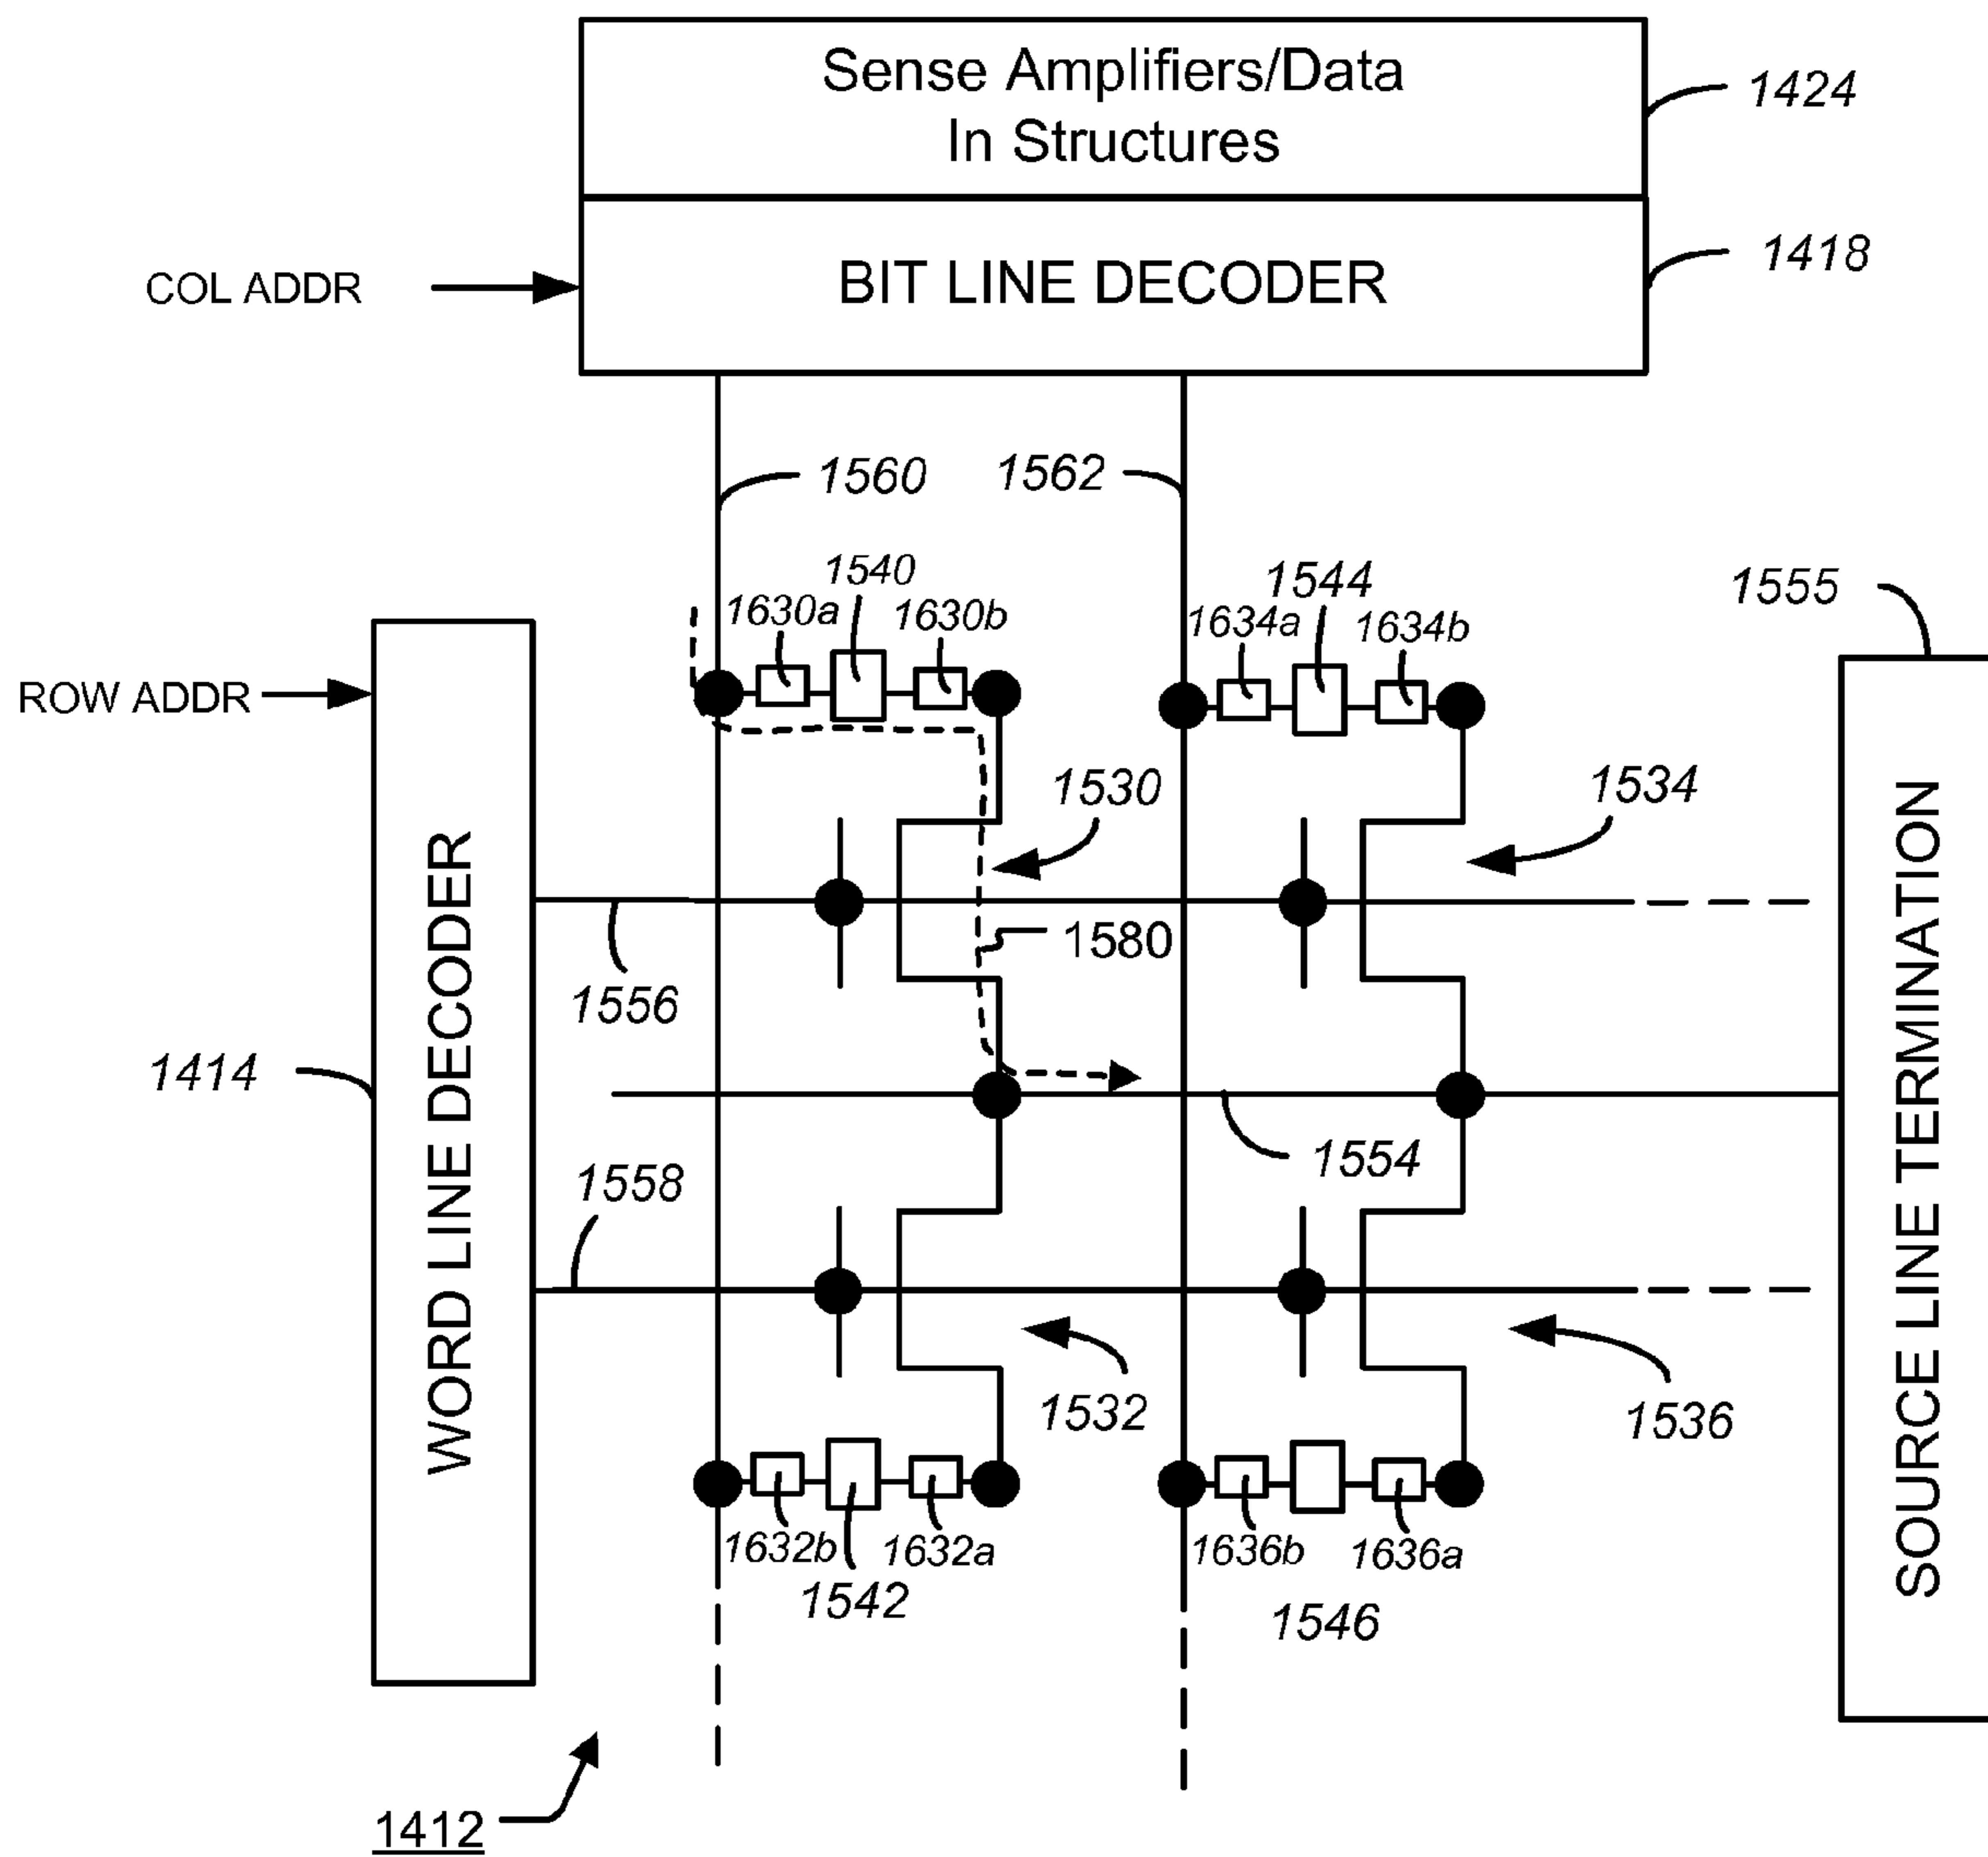 Sense Amplifiers/Data
In Structures
1424
BIT LINE DECODER
1418
COL ADDR
1560
1562
1540
1544
1555
1630a
1630b
1634a
1634b
ROW ADDR
1530
1534
1580
1556
1414
WORD LINE DECODER
SOURCE LINE TERMINATION
1554
1558
1532
1536
1632b
1632a
1636b
1636a
1542
1546
1412